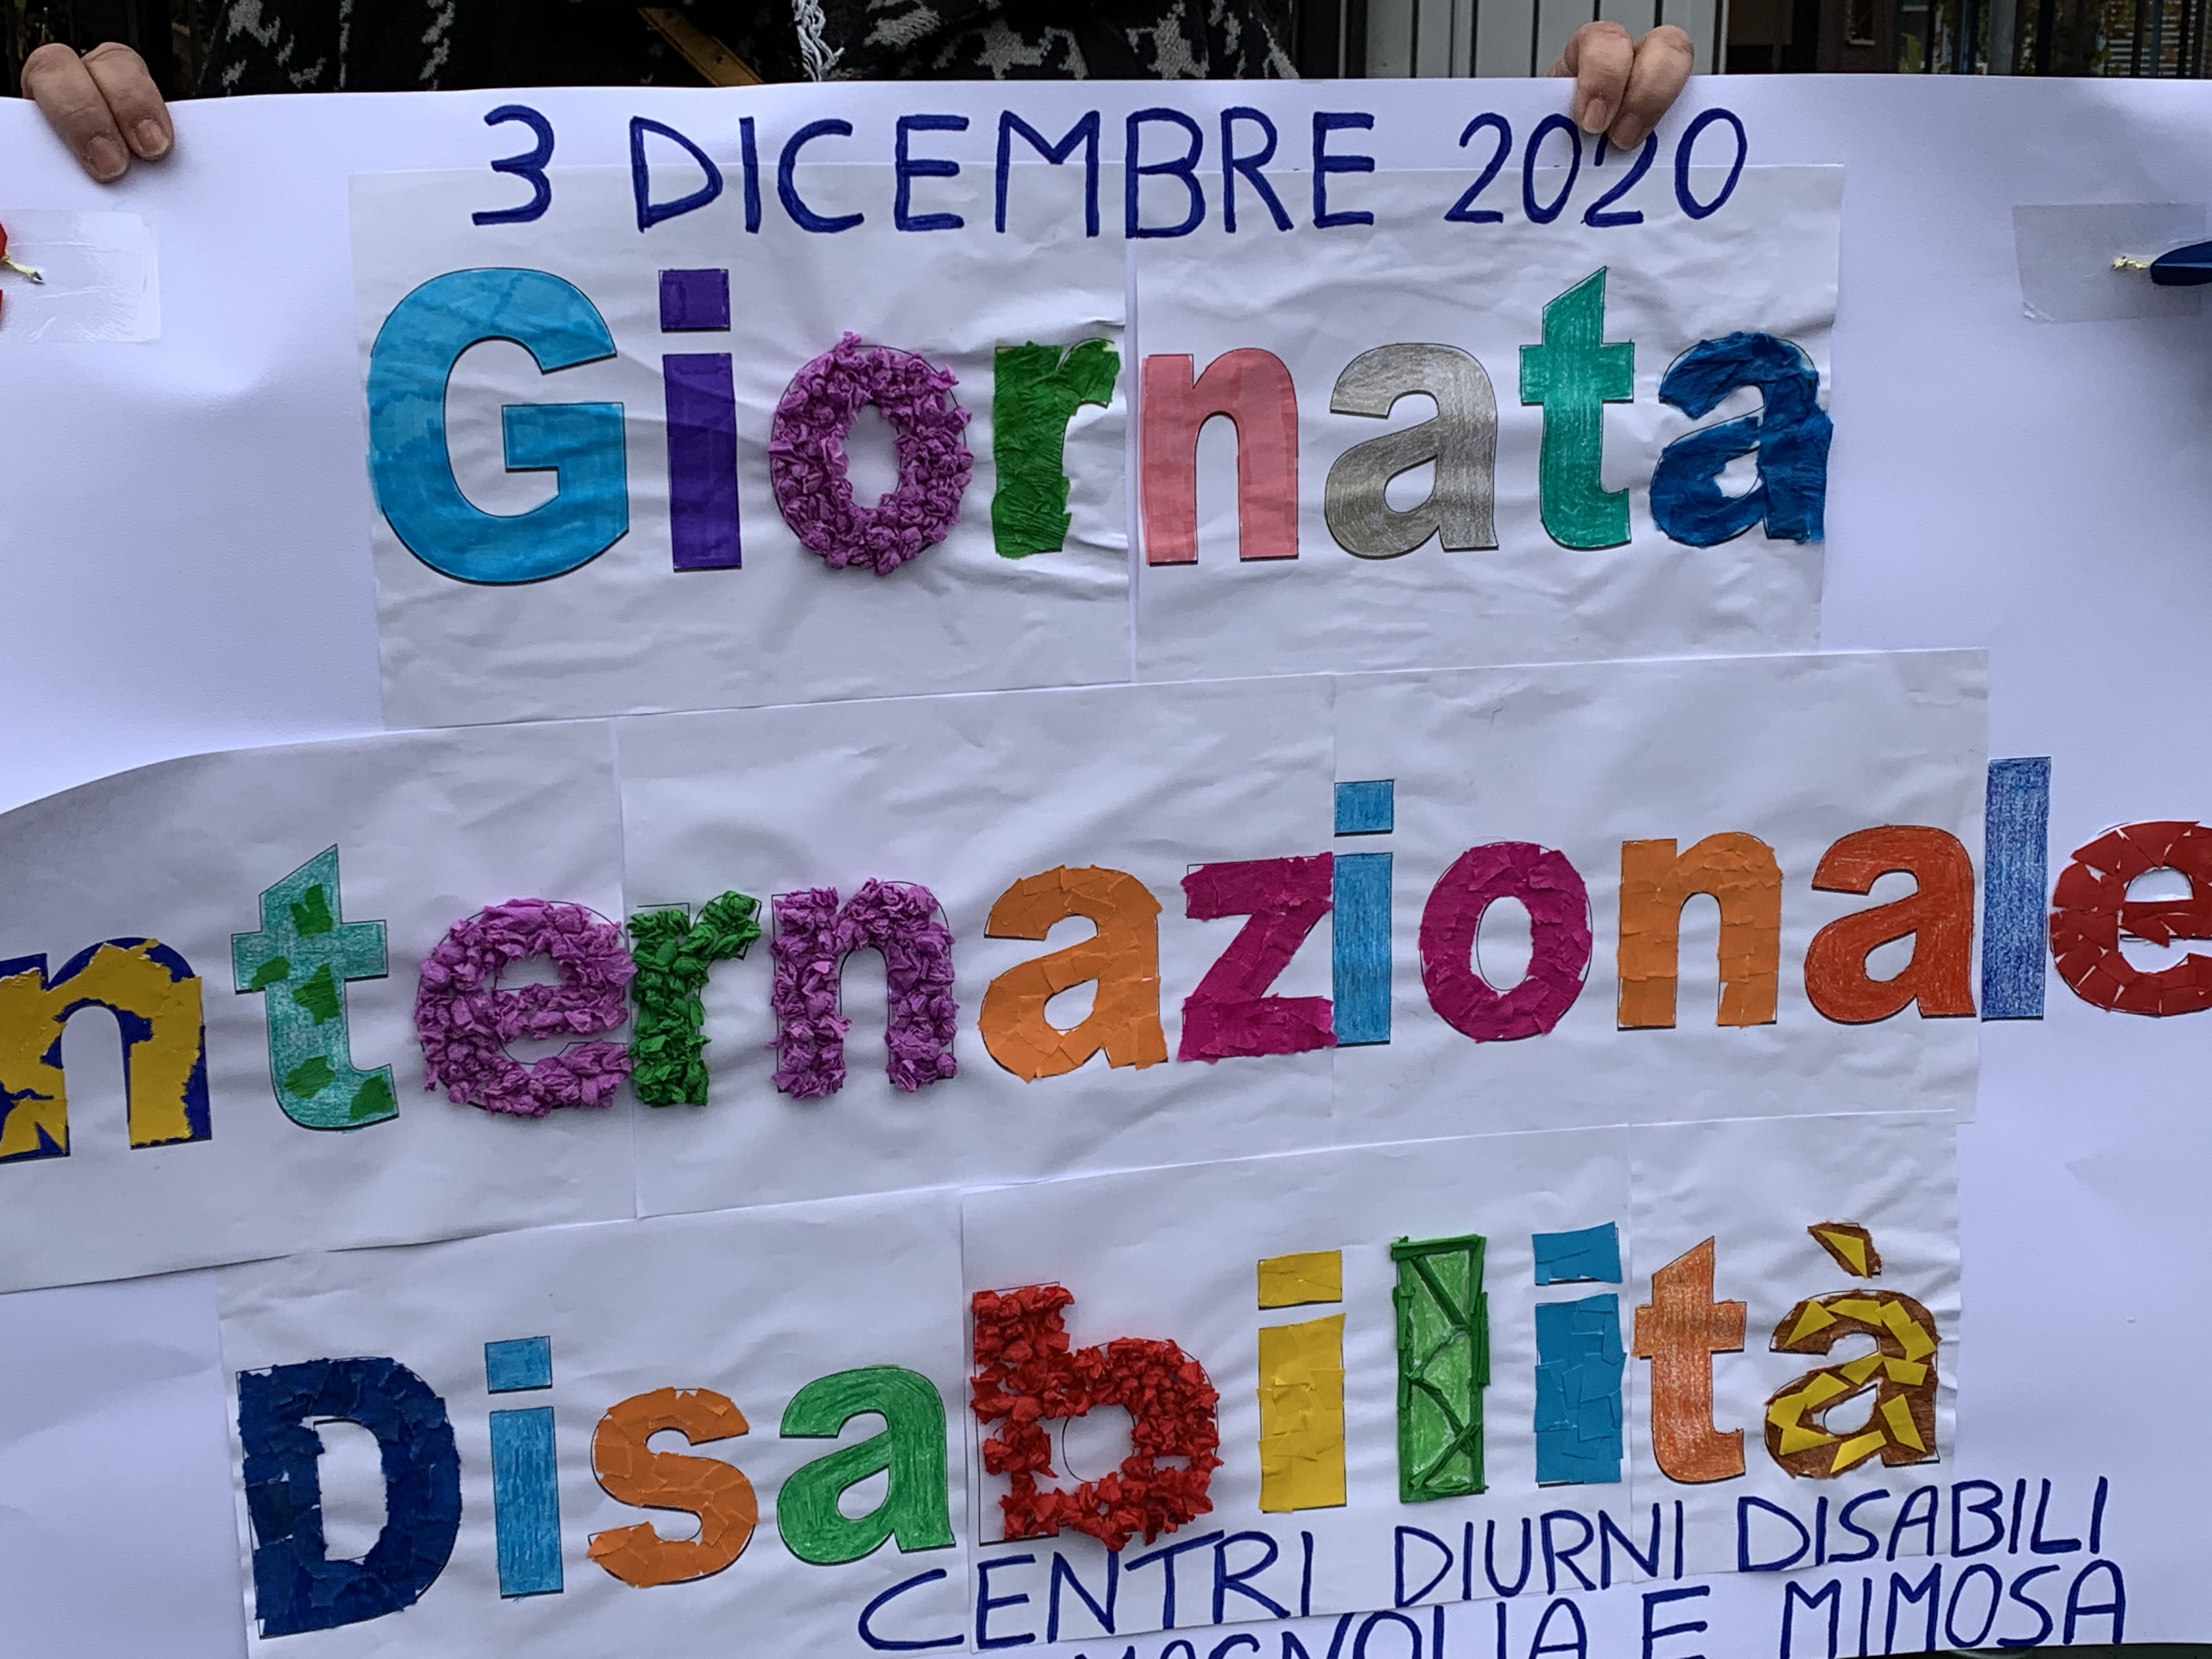 3 DICEMBRE 2020
Giornata
nternazionale
Disabilità
CENTRI DIURNI DISABILI
MAGNOLIA E MIMOSA